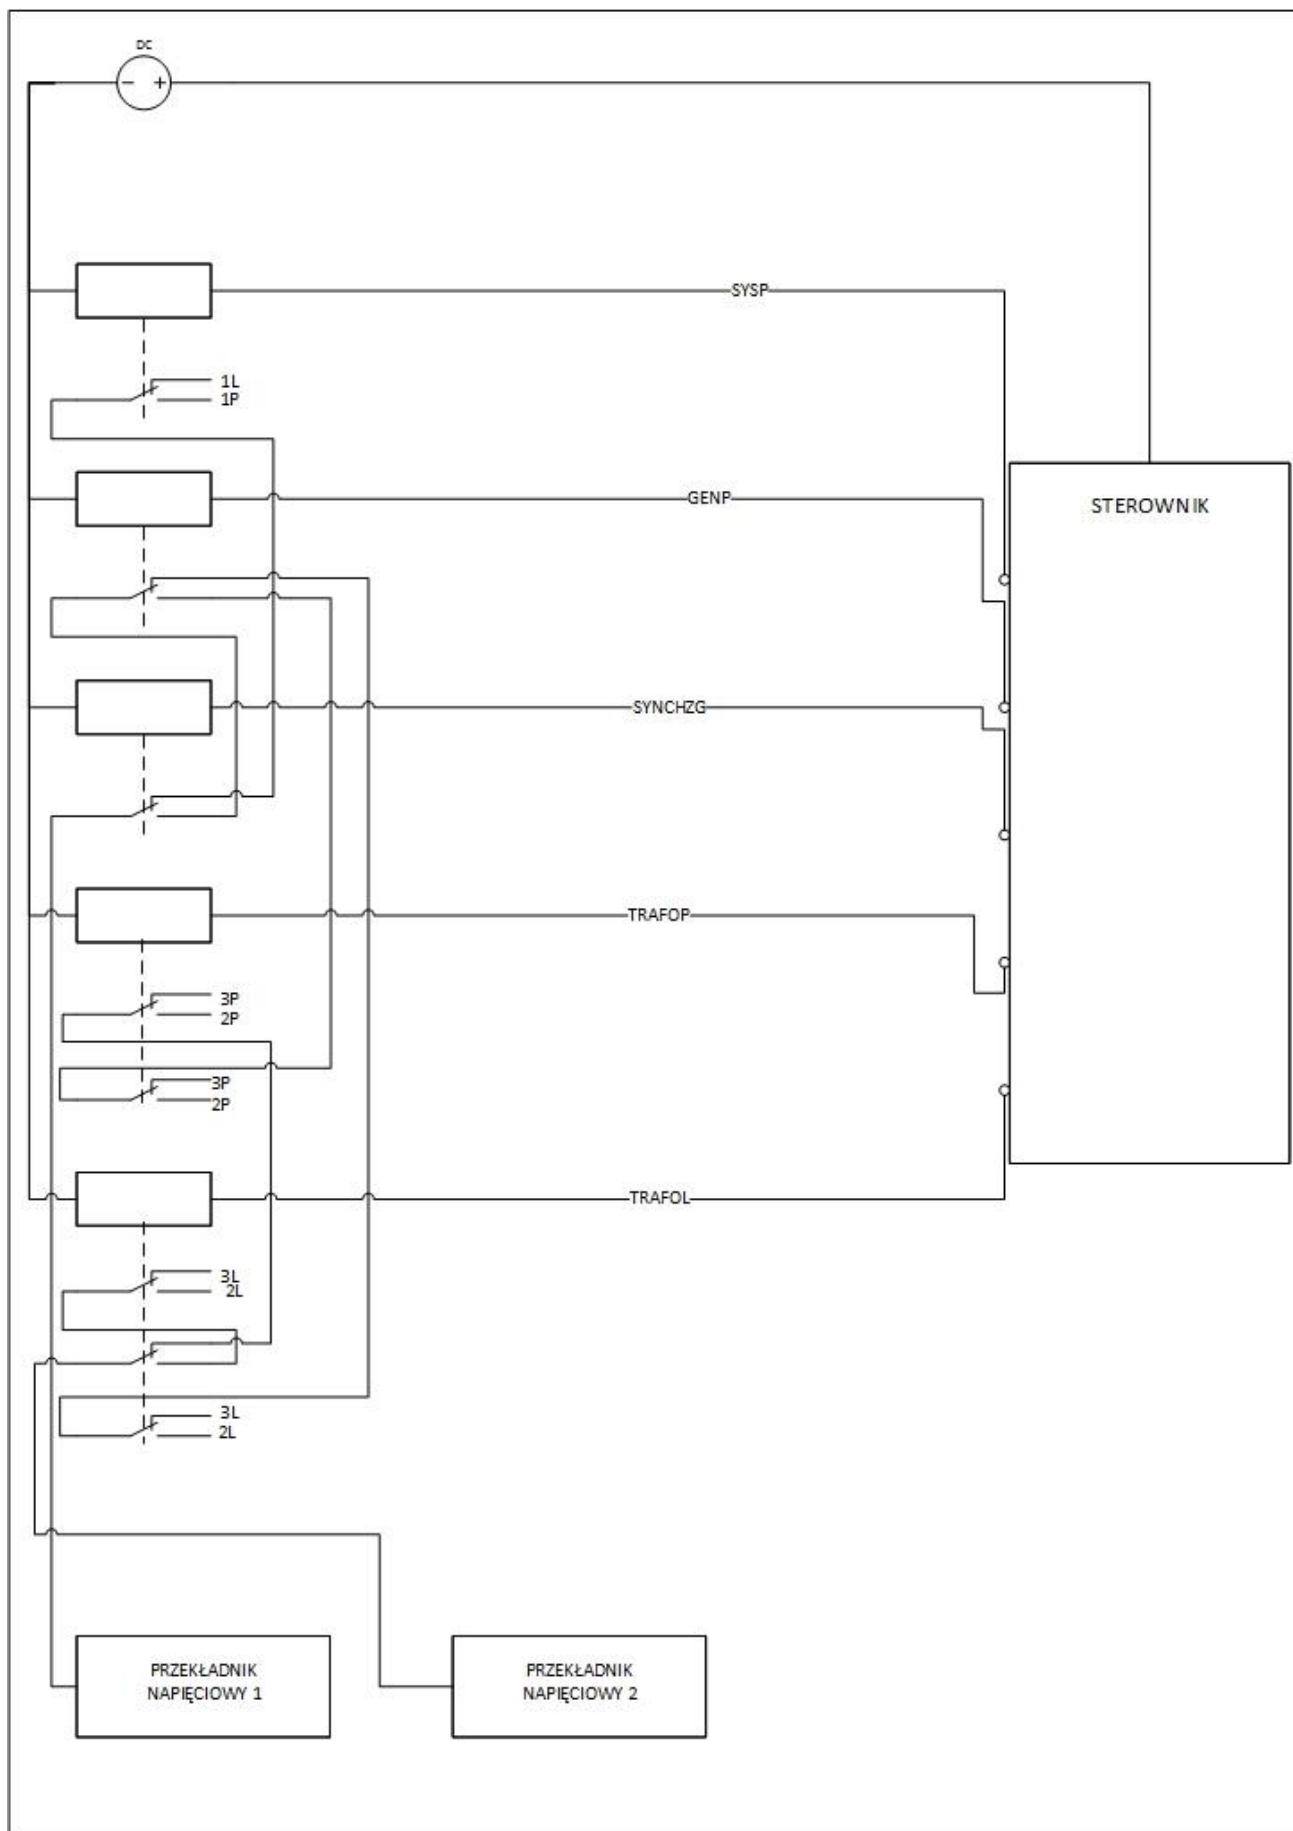 DC
- +
SYSP
1L
1P
GENP
STEROWNIK
SYNCHZG
TRAFOP
3P
2P
3P
2P
TRAFOL
3L
2L
3L
2L
PRZEKŁADNIK
NAPIĘCIOWY 1
PRZEKŁADNIK
NAPIĘCIOWY 2